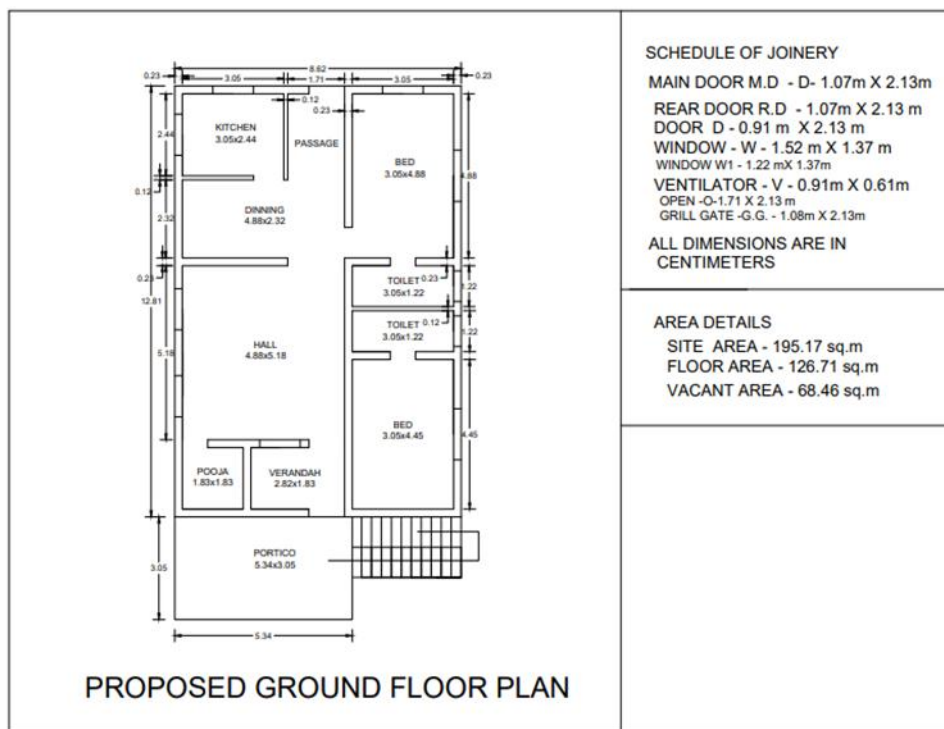 8.62
0.23
3.05
1.71
3.05
0.23
0.12
0.23
KITCHEN
3.05x2.44
PASSAGE
2.44
BED
3.05x4.88
4.88
0.12
DINNING
4.88x2.32
2.32
0.23
12.81
TOILET
3.05x1.22
0.23
1.22
TOILET
3.05x1.22
0.12
1.22
HALL
4.88x5.18
5.18
BED
3.05x4.45
4.45
POOJA
1.83x1.83
VERANDAH
2.82x1.83
PORTICO
5.34x3.05
3.05
5.34
PROPOSED GROUND FLOOR PLAN
SCHEDULE OF JOINERY
MAIN DOOR M.D - D- 1.07m X 2.13m
REAR DOOR R.D - 1.07m X 2.13 m
DOOR D - 0.91 m X 2.13 m
WINDOW - W - 1.52 m X 1.37 m
WINDOW W1 - 1.22 mX 1.37m
VENTILATOR - V - 0.91m X 0.61m
OPEN -O-1.71 X 2.13 m
GRILL GATE -G.G. - 1.08m X 2.13m
ALL DIMENSIONS ARE IN
CENTIMETERS
AREA DETAILS
SITE AREA - 195.17 sq.m
FLOOR AREA - 126.71 sq.m
VACANT AREA - 68.46 sq.m